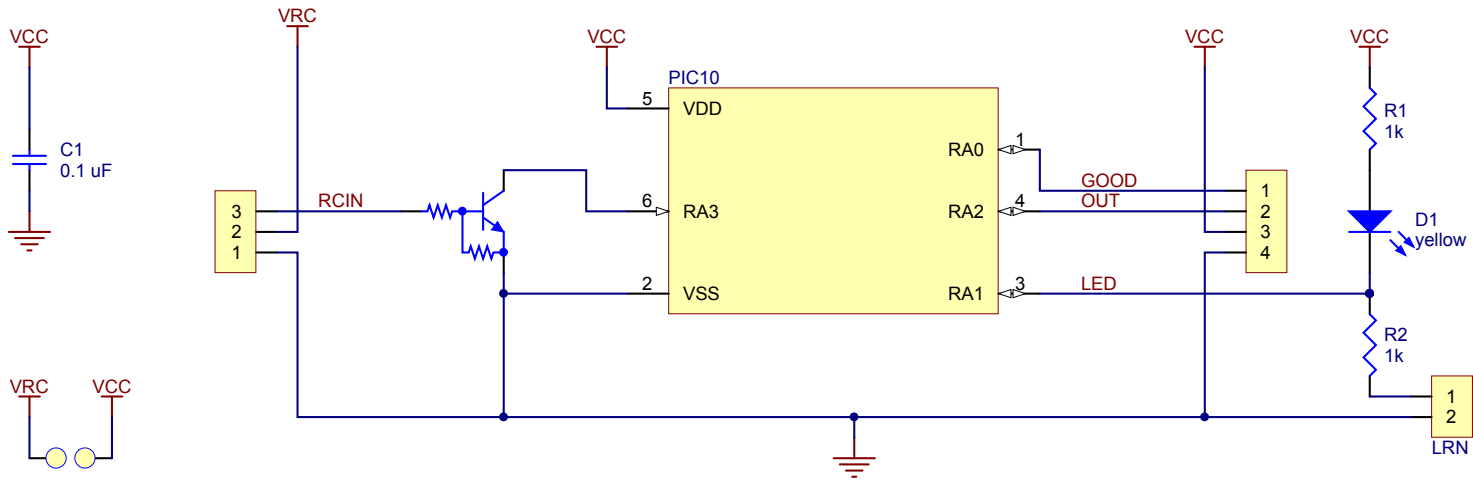 VCC
C1
0.1 uF
VRC
VCC
VRC
3
2
1
RCIN
VCC
PIC10
5
VDD
6
RA3
2
VSS
RA0
1
RA2
4
RA1
3
GOOD
OUT
LED
VCC
1
2
3
4
VCC
R1
1k
D1
yellow
R2
1k
1
2
LRN